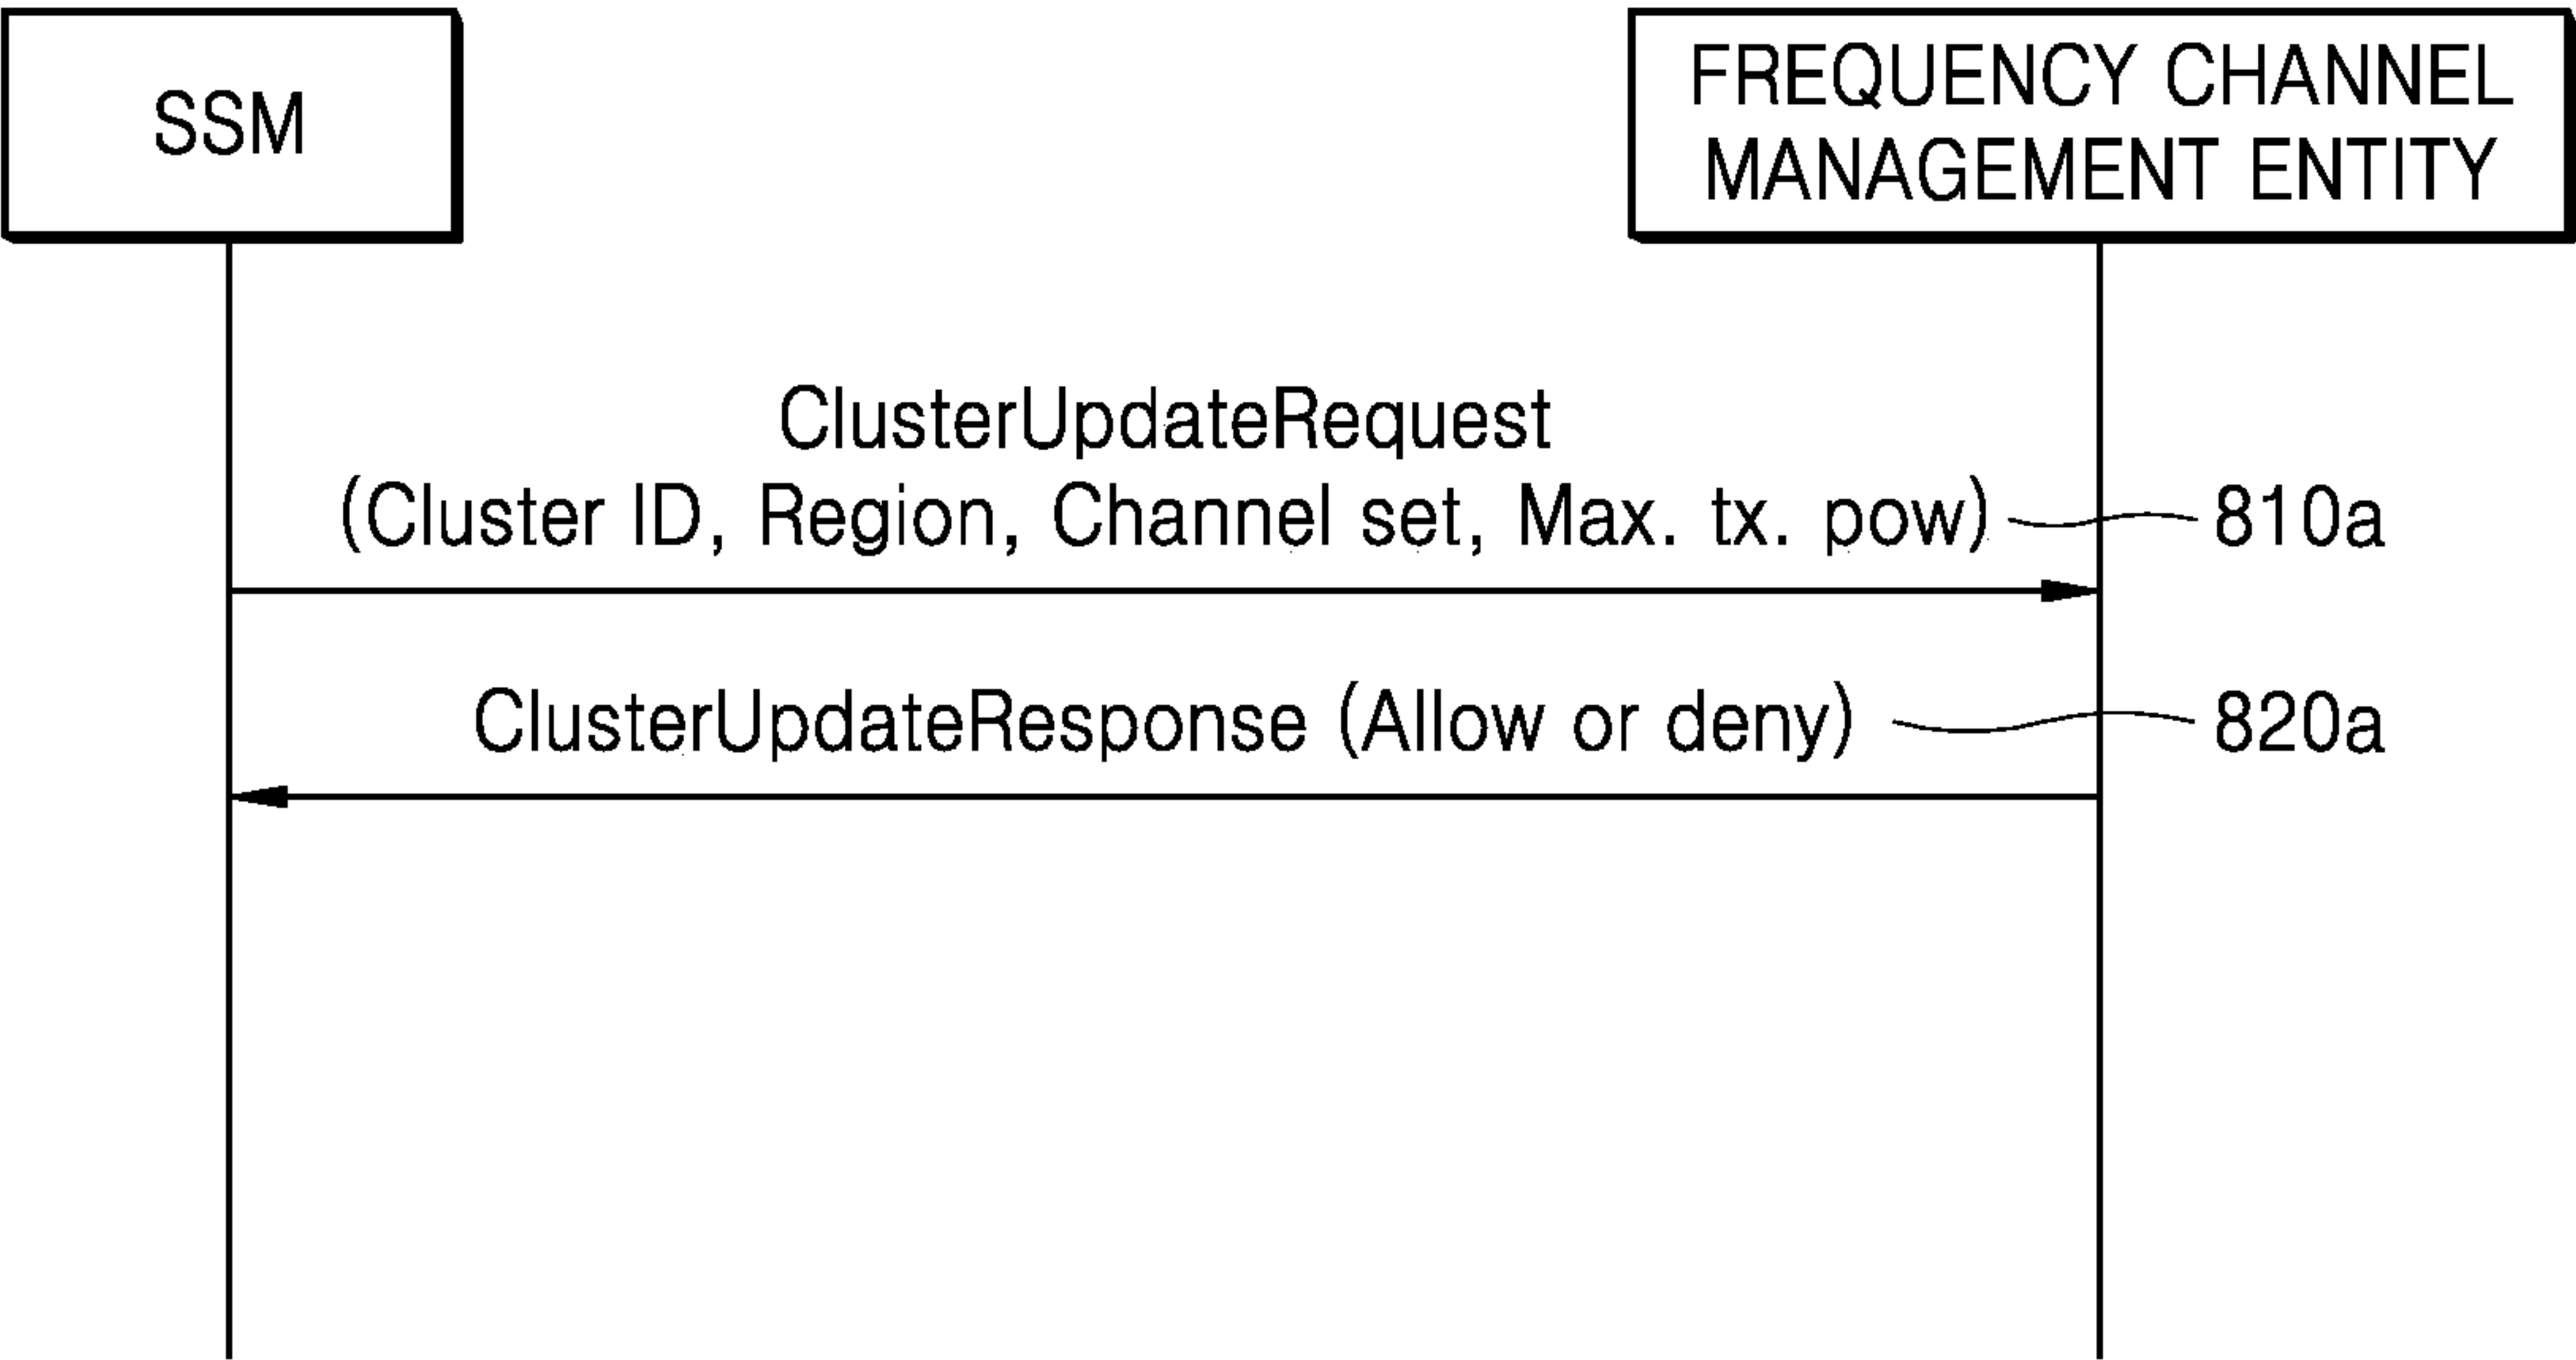 SSM
FREQUENCY CHANNEL
MANAGEMENT ENTITY
ClusterUpdateRequest
(Cluster ID, Region, Channel set, Max. tx. pow)
810a
ClusterUpdateResponse (Allow or deny)
820a